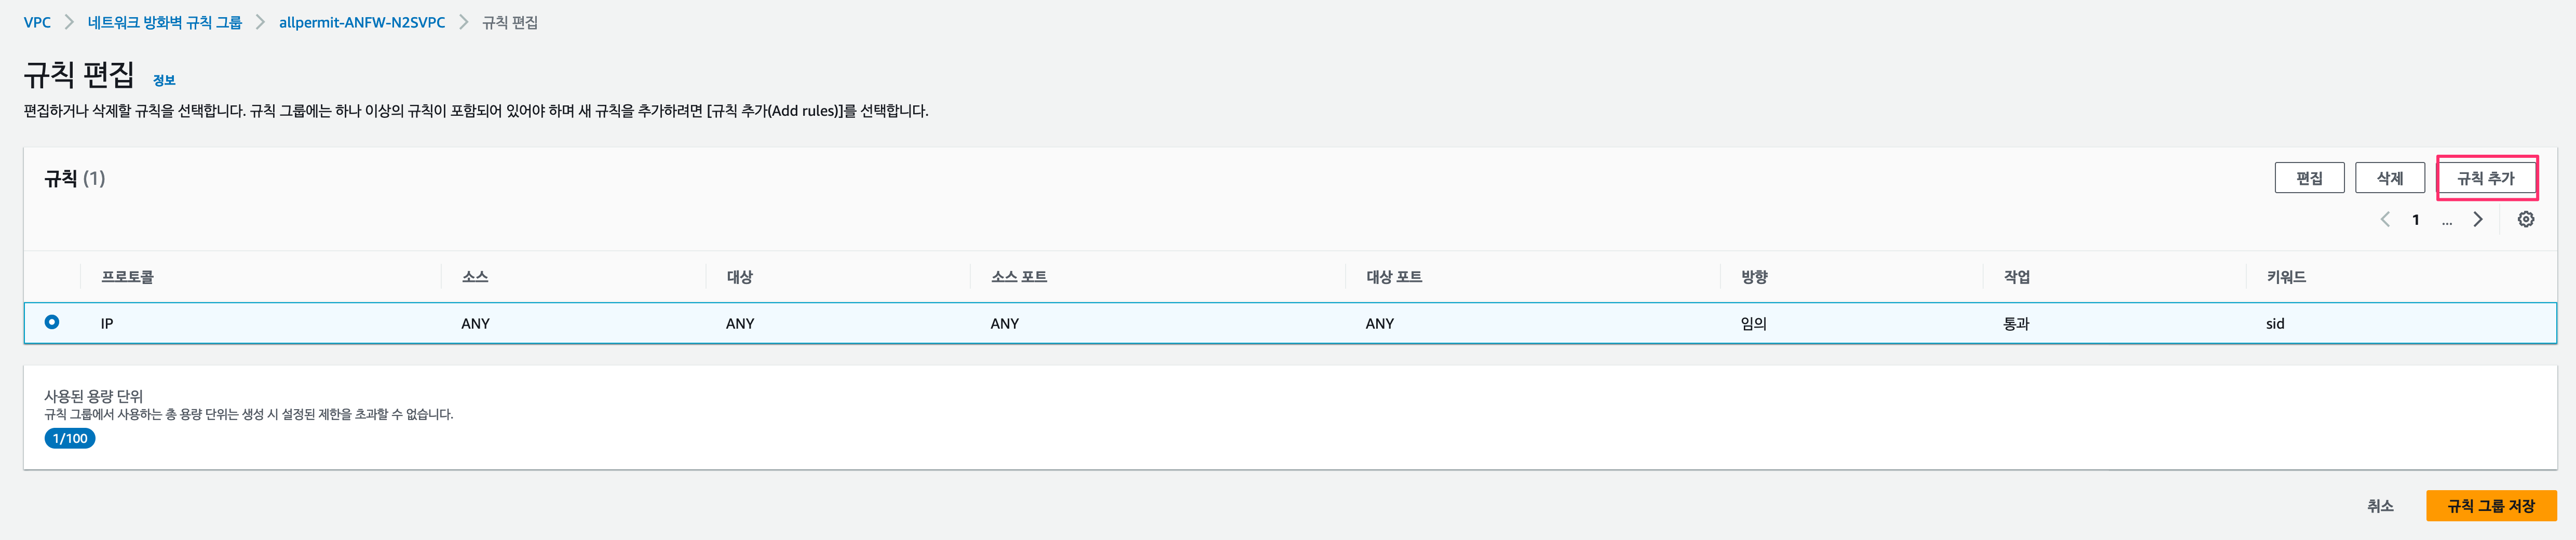 VPC > 네트워크 방화벽 규칙 그룹 > allpermit-ANFW-N2SVPC > 규칙 편집
규칙 편집 정보
편집하거나 삭제할 규칙을 선택합니다. 규칙 그룹에는 하나 이상의 규칙이 포함되어 있어야 하며 새 규칙을 추가하려면 [규칙 추가(Add rules)]를 선택합니다.
규칙 (1) 편집 삭제 규칙 추가
< 1 ... >
프로토콜 소스 대상 소스 포트 대상 포트 방향 작업 키워드
IP ANY ANY ANY ANY 임의 통과 sid
사용된 용량 단위
규칙 그룹에서 사용하는 총 용량 단위는 생성 시 설정된 제한을 초과할 수 없습니다.
1/100
취소 규칙 그룹 저장